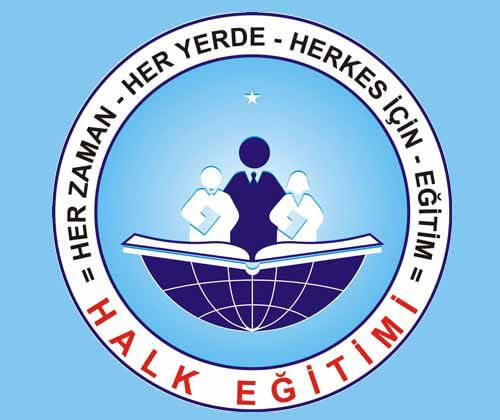 = HER ZAMAN - HER YERDE - HERKES İÇİN - EĞİTİM =
HALK EĞİTİMİ